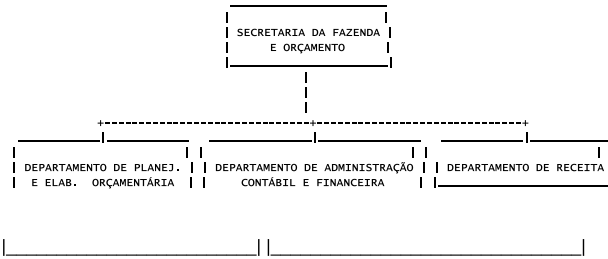 SECRETARIA DA FAZENDA
E ORÇAMENTO
DEPARTAMENTO DE PLANEJ.
E ELAB. ORÇAMENTÁRIA
DEPARTAMENTO DE ADMINISTRAÇÃO
CONTÁBIL E FINANCEIRA
DEPARTAMENTO DE RECEITA